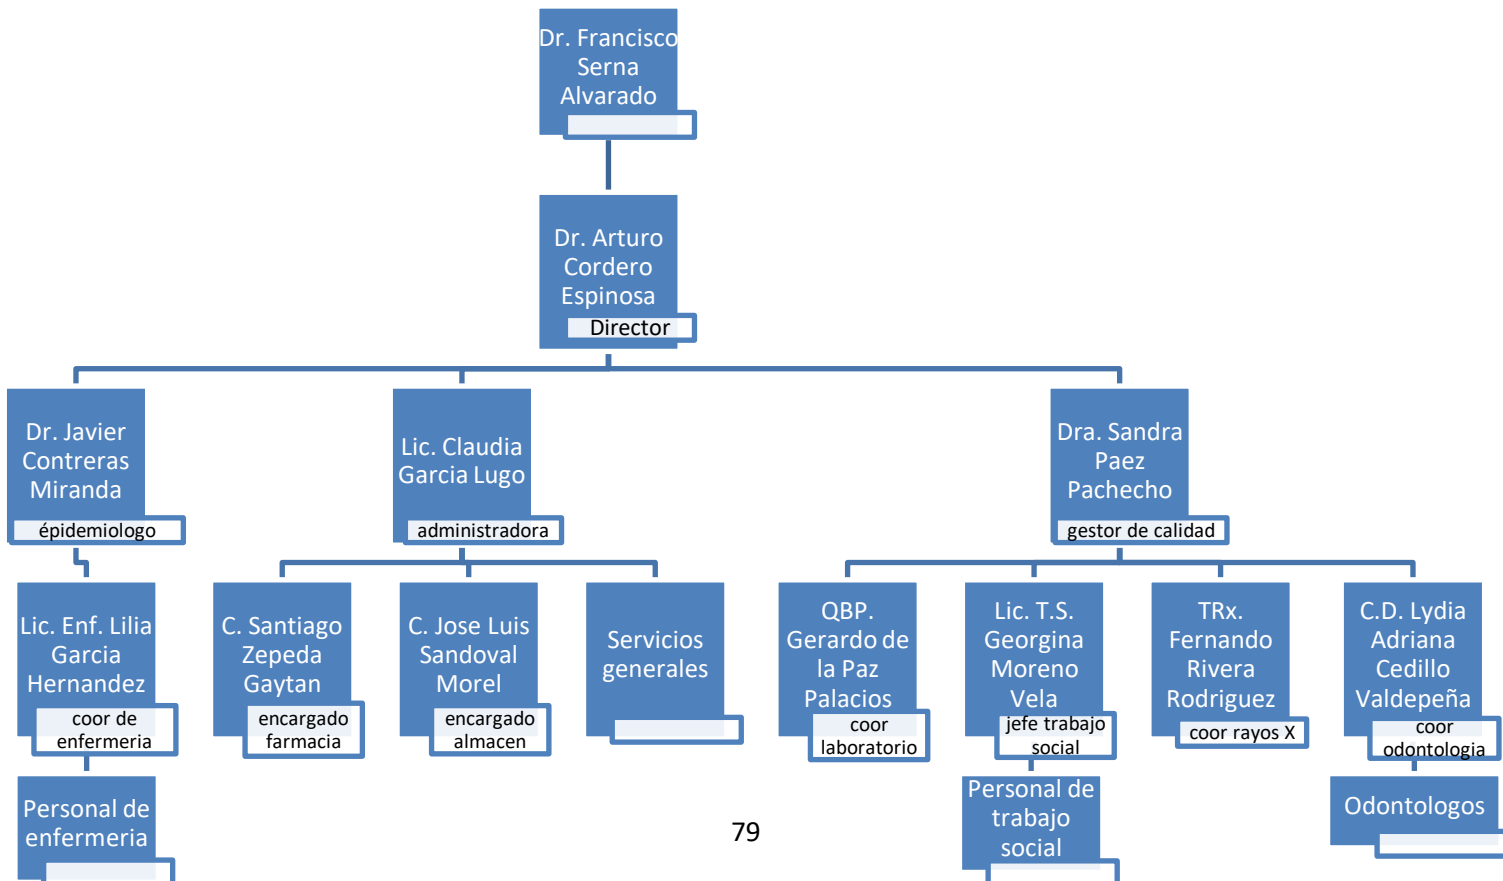 Dr. Francisco
Serna
Alvarado
Dr. Arturo
Cordero
Espinosa
Director
Dr. Javier
Contreras
Miranda
épidemiologo
Lic. Claudia
Garcia Lugo
administradora
Dra. Sandra
Paez
Pachecho
gestor de calidad
Lic. Enf. Lilia
Garcia
Hernandez
coor de
enfermeria
C. Santiago
Zepeda
Gaytan
encargado
farmacia
C. Jose Luis
Sandoval
Morel
encargado
almacen
Servicios
generales
QBP.
Gerardo de
la Paz
Palacios
coor
laboratorio
Lic. T.S.
Georgina
Moreno
Vela
jefe trabajo
social
TRx.
Fernando
Rivera
Rodriguez
coor rayos X
C.D. Lydia
Adriana
Cedillo
Valdepeña
coor
odontologia
Personal de
enfermeria
Personal de
trabajo
social
Odontologos
79